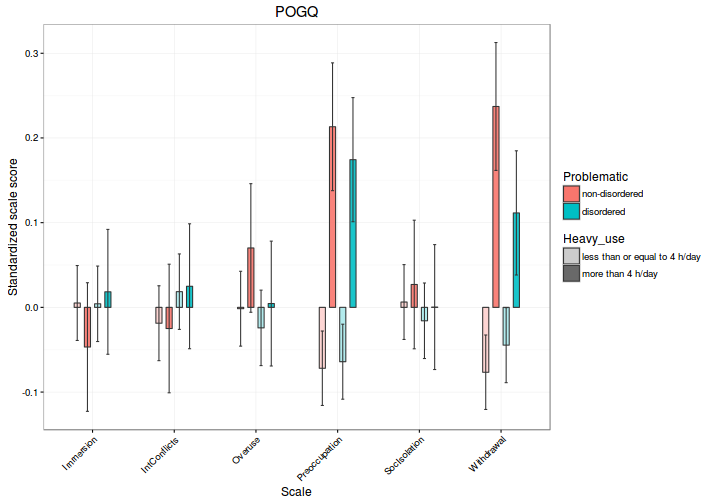 POGQ
Standardized scale score
0.3
0.2
0.1
0.0
-0.1
Immersion
IntConflicts
Overuse
Preoccupation
SocIsolation
Withdrawal
Scale
Problematic
non-disordered
disordered
Heavy_use
less than or equal to 4 h/day
more than 4 h/day